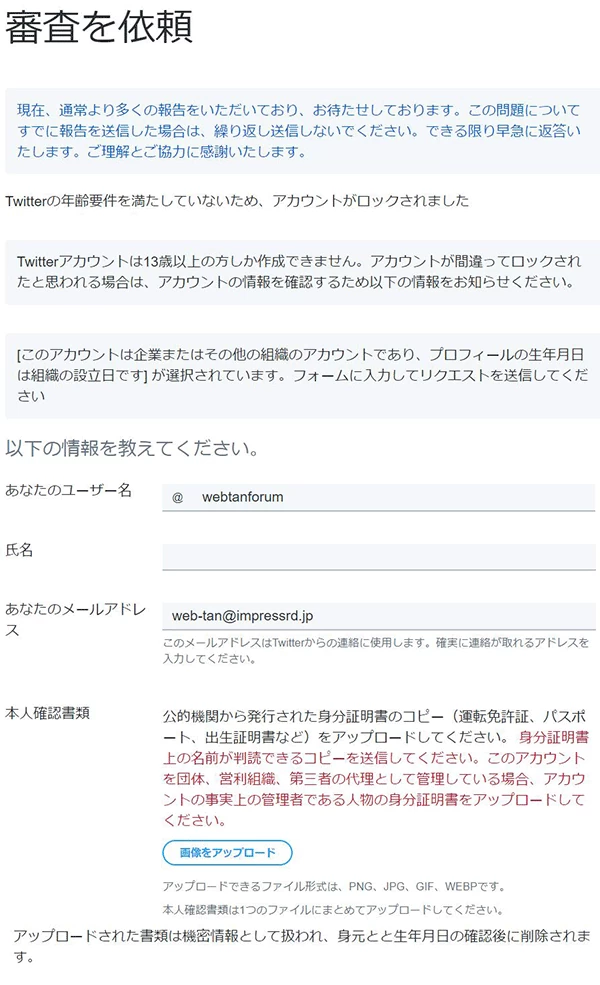 審査を依頼
現在、通常より多くの報告をいただいており、お待たせしております。この問題について
すでに報告を送信した場合は、繰り返し送信しないでください。できる限り早急に返答い
たします。ご理解とご協力に感謝いたします。
Twitterの年齢要件を満たしていないため、アカウントがロックされました
Twitterアカウントは13歳以上の方しか作成できません。アカウントが間違ってロックされ
たと思われる場合は、アカウントの情報を確認するため以下の情報をお知らせください。
[このアカウントは企業またはその他の組織のアカウントであり、プロフィールの生年月日
は組織の設立日です] が選択されています。フォームに入力してリクエストを送信してくだ
さい
以下の情報を教えてください。
あなたのユーザー名
@ webtanforum
氏名
あなたのメールアドレ
ス
web-tan@impressrd.jp
このメールアドレスはTwitterからの連絡に使用します。確実に連絡が取れるアドレスを
入力してください。
本人確認書類
公的機関から発行された身分証明書のコピー（運転免許証、パスポ
ート、出生証明書など）をアップロードしてください。 身分証明書
上の名前が判読できるコピーを送信してください。このアカウント
を団体、営利組織、第三者の代理として管理している場合、アカウ
ントの事実上の管理者である人物の身分証明書をアップロードして
ください。
画像をアップロード
アップロードできるファイル形式は、PNG、JPG、GIF、WEBPです。
本人確認書類は1つのファイルにまとめてアップロードしてください。
アップロードされた書類は機密情報として扱われ、身元とと生年月日の確認後に削除されま
す。